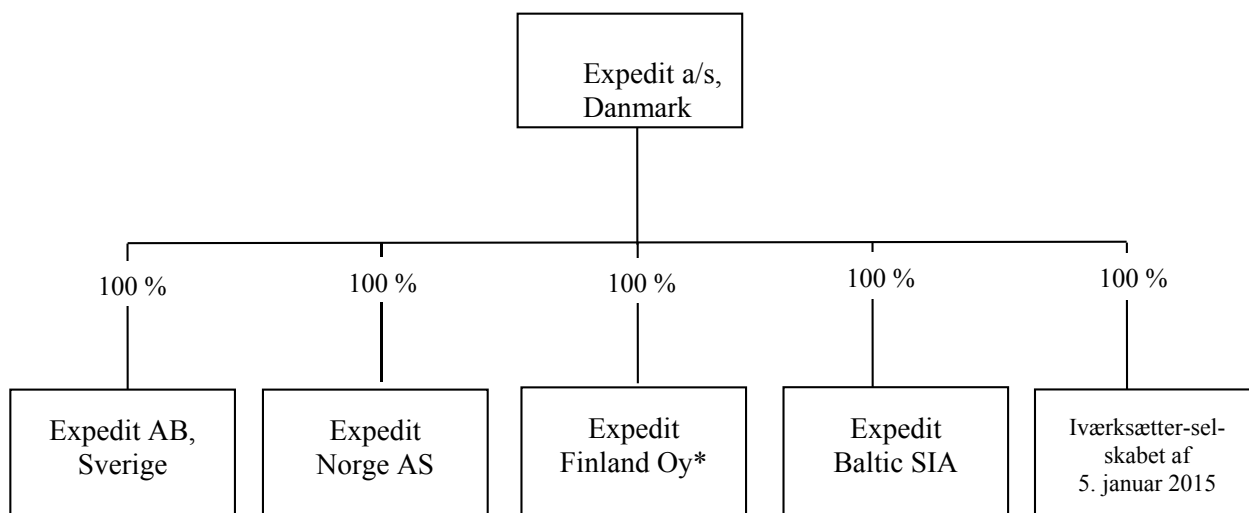 Expedit a/s,
Danmark
100 %
100 %
100 %
100 %
100 %
Expedit AB,
Sverige
Expedit
Norge AS
Expedit
Finland Oy*
Expedit
Baltic SIA
Iværksætter-sel-
skabet af
5. januar 2015